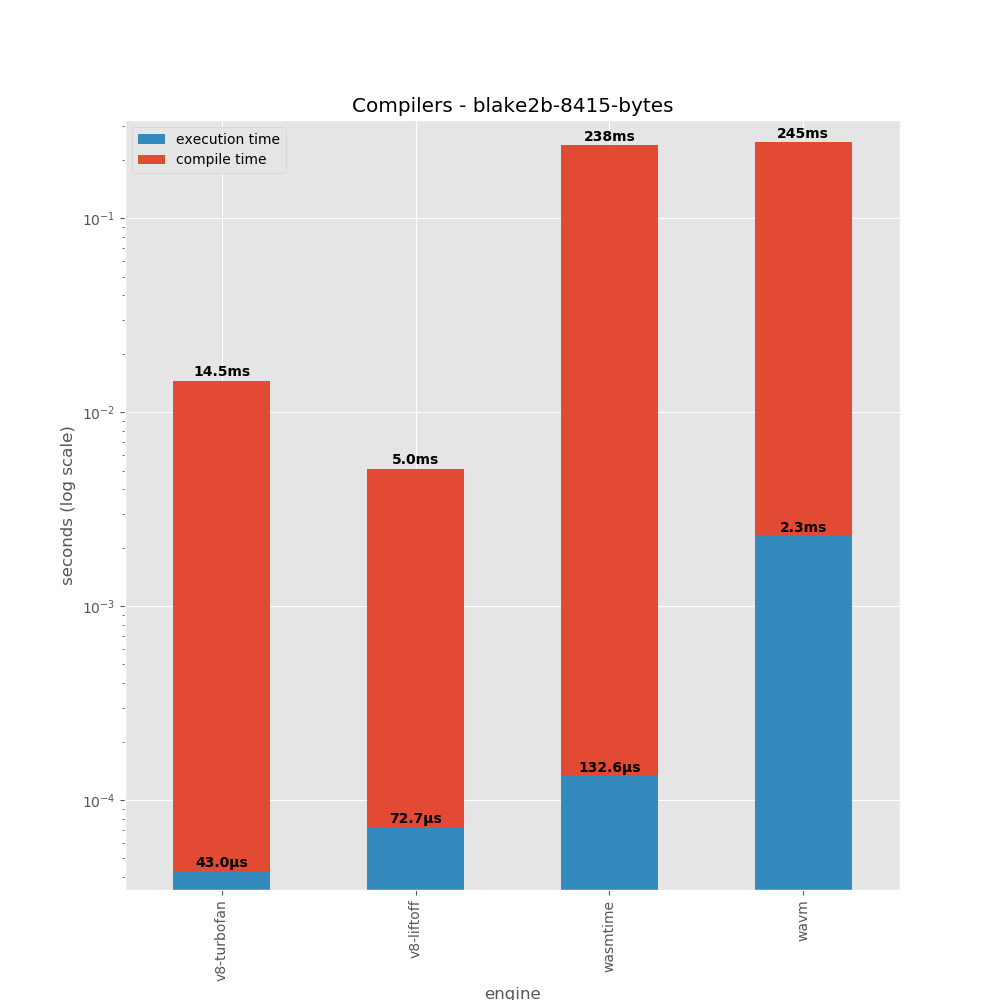 Compilers - blake2b-8415-bytes
execution time
compile time
238ms
245ms
14.5ms
5.0ms
2.3ms
132.6µs
72.7µs
43.0µs
10⁻¹
10⁻²
10⁻³
10⁻⁴
seconds (log scale)
v8-turbofan
v8-liftoff
wasmtime
wavm
engine